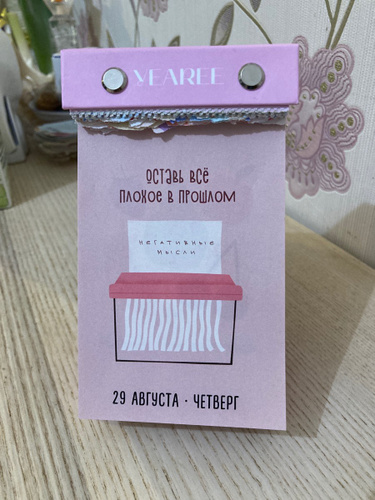 YEAREE
ОСТАВЬ ВСЁ
ПЛОХОЕ В ПРОШЛОМ
НЕГАТИВНЫЕ
МЫСЛИ
29 АВГУСТА · ЧЕТВЕРГ